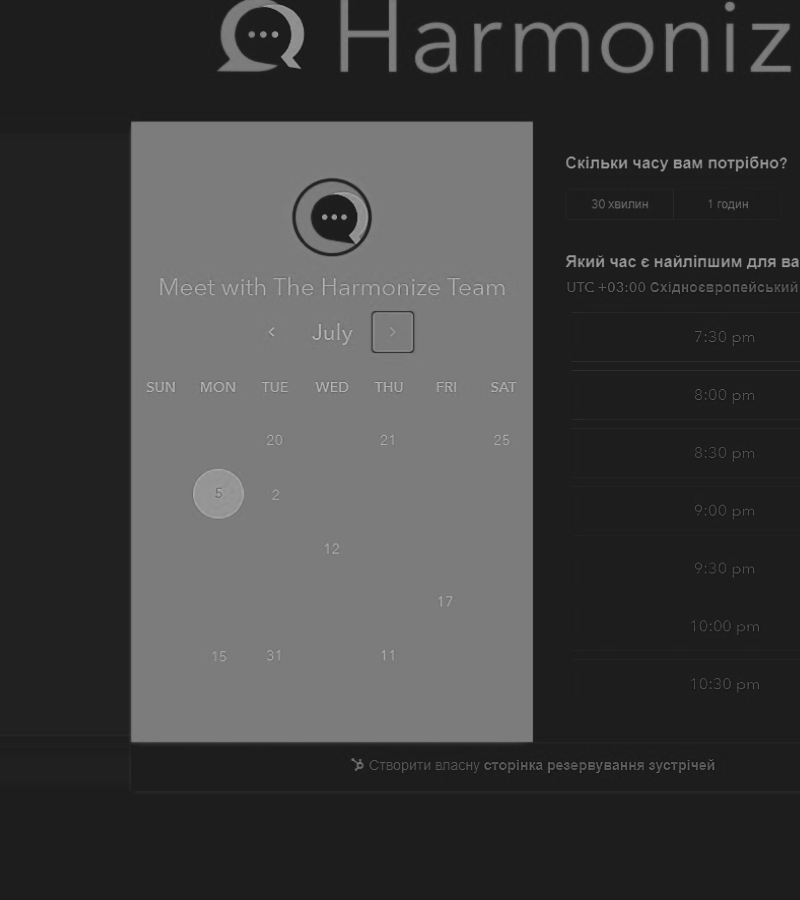 Harmoniz
Meet with The Harmonize Team
July
SUN MON TUE WED THU FRI SAT
20 21 25
5 2
12
17
15 31 11
Скільки часу вам потрібно?
30 хвилин 1 годин
Який час є найліпшим для ва
UTC +03:00 Східноєвропейський
7:30 pm
8:00 pm
8:30 pm
9:00 pm
9:30 pm
10:00 pm
10:30 pm
Створити власну сторінка резервування зустрічей